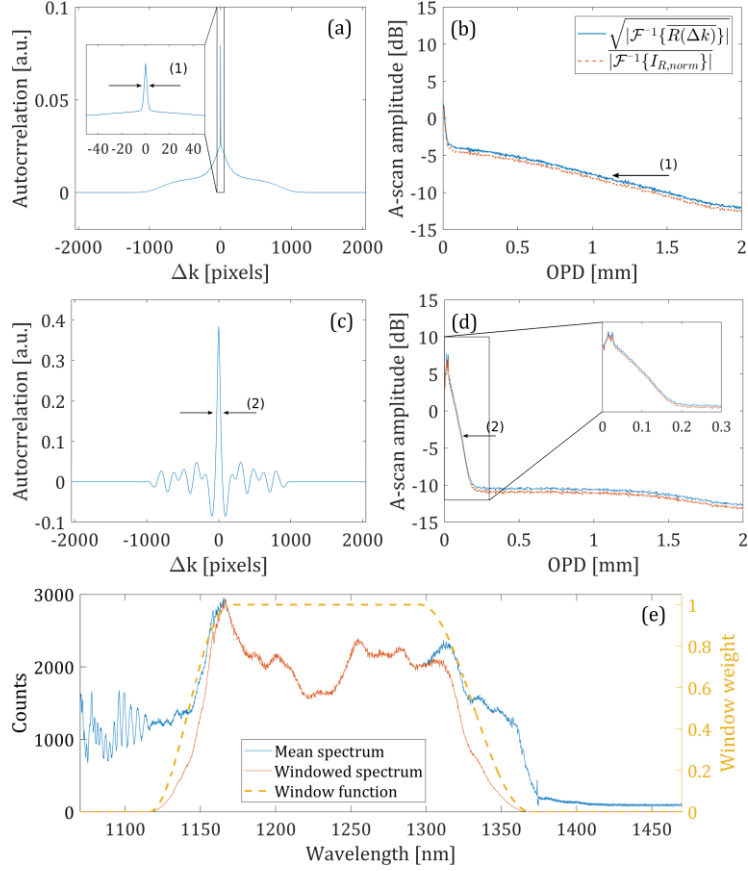 0.1
(a)
Autocrrelation [a.u.]
0.05
0
(1)
-40 -20 0 20 40
-2000 -1000 0 1000 2000
Δk [pixels]
15
(b)
A-scan amplitude [dB]
10
5
0
-5
-10
-15
√|ℱ⁻¹{R(Δk)}|
|ℱ⁻¹{I_{R,norm}}|
(1)
0 0.5 1 1.5 2
OPD [mm]
(c)
Autocrrelation [a.u.]
0.4
0.3
0.2
0.1
0
-0.1
(2)
-2000 -1000 0 1000 2000
Δk [pixels]
15
(d)
A-scan amplitude [dB]
10
5
0
-5
-10
-15
(2)
0 0.1 0.2 0.3
0 0.5 1 1.5 2
OPD [mm]
3000
(e)
Counts
2000
1000
0
Mean spectrum
Windowed spectrum
Window function
1
0.8
0.6
0.4
0.2
0
Window weight
1100 1150 1200 1250 1300 1350 1400 1450
Wavelength [nm]